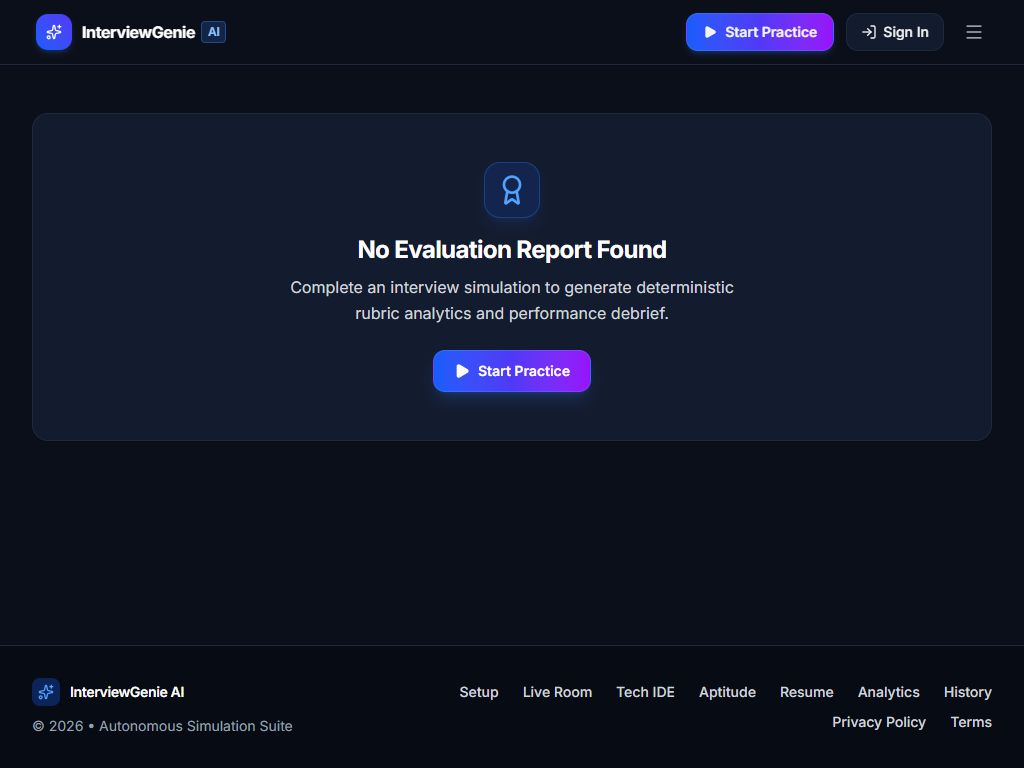 InterviewGenie AI
Start Practice
Sign In
No Evaluation Report Found
Complete an interview simulation to generate deterministic
rubric analytics and performance debrief.
Start Practice
InterviewGenie AI
© 2026 • Autonomous Simulation Suite
Setup Live Room Tech IDE Aptitude Resume Analytics History
Privacy Policy Terms